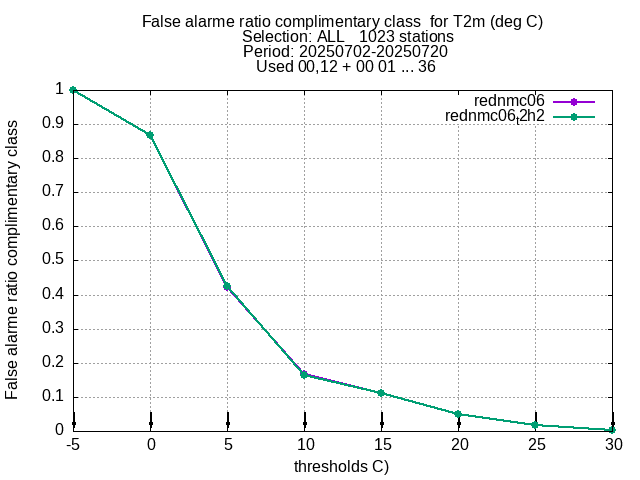 False alarme ratio complimentary class  for T2m (deg C)
Selection: ALL   1023 stations
Period: 20250702-20250720
Used 00,12 + 00 01 ... 36
rednmc06
rednmc06,2h2
False alarme ratio complimentary class
1
0.9
0.8
0.7
0.6
0.5
0.4
0.3
0.2
0.1
0
-5 0 5 10 15 20 25 30
thresholds C)